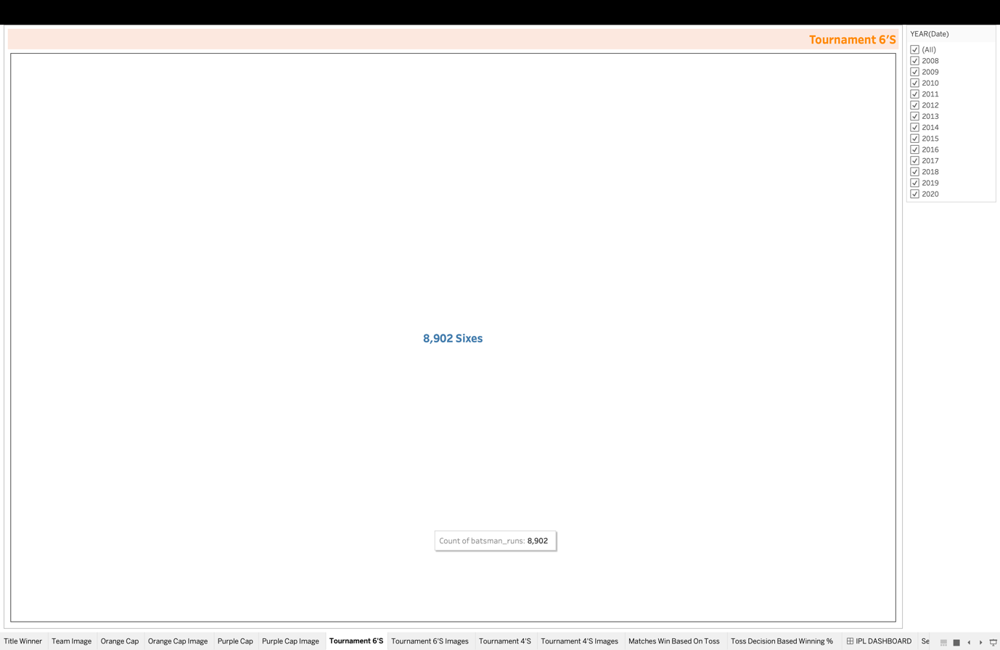 Tournament 6'S
YEAR(Date)
(All)
2008
2009
2010
2011
2012
2013
2014
2015
2016
2017
2018
2019
2020
8,902 Sixes
Count of batsman_runs: 8,902
Title Winner Team Image Orange Cap Orange Cap Image Purple Cap Purple Cap Image Tournament 6'S Tournament 6'S Images Tournament 4'S Tournament 4'S Images Matches Win Based On Toss Toss Decision Based Winning % IPL DASHBOARD Se